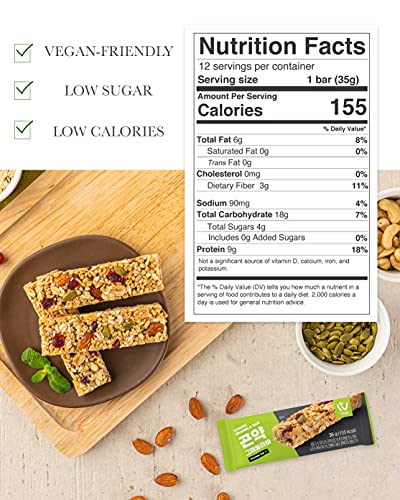 VEGAN-FRIENDLY
LOW SUGAR
LOW CALORIES
Nutrition Facts
12 servings per container
Serving size 1 bar (35g)
Amount Per Serving
Calories 155
% Daily Value*
Total Fat 6g 8%
Saturated Fat 0g 0%
Trans Fat 0g
Cholesterol 0mg 0%
Dietary Fiber 3g 11%
Sodium 90mg 4%
Total Carbohydrate 18g 7%
Total Sugars 4g
Includes 0g Added Sugars 0%
Protein 9g 18%
Not a significant source of vitamin D, calcium, iron, and
potassium.
*The % Daily Value (DV) tells you how much a nutrient in a
serving of food contributes to a daily diet. 2,000 calories a
day is used for general nutrition advice.
곤약